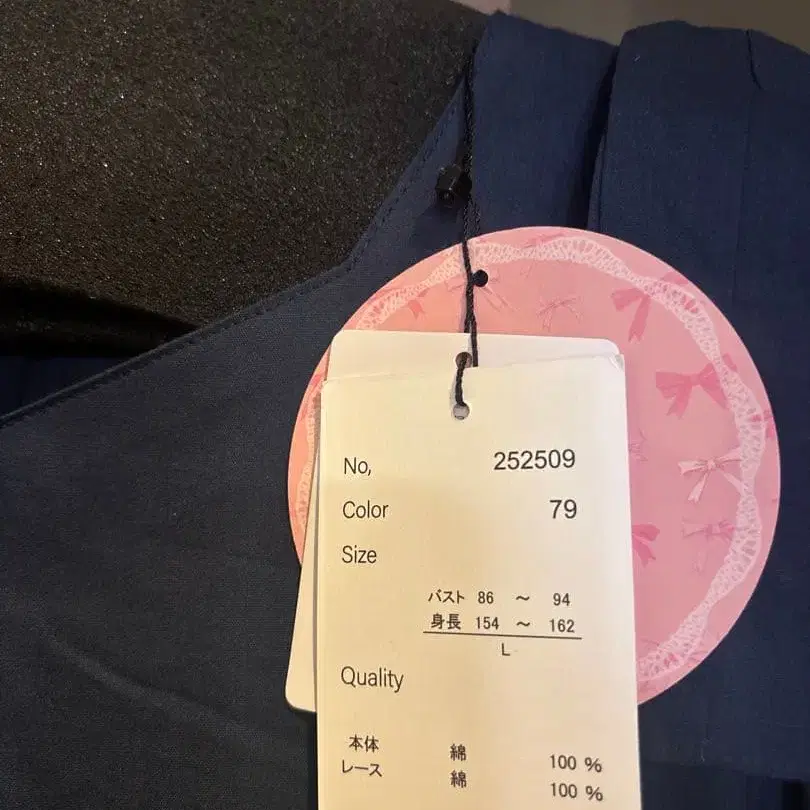 No, 252509
Color 79
Size
バスト 86 ～ 94
身長 154 ～ 162
L
Quality
本体 綿 100 %
レース 綿 100 %